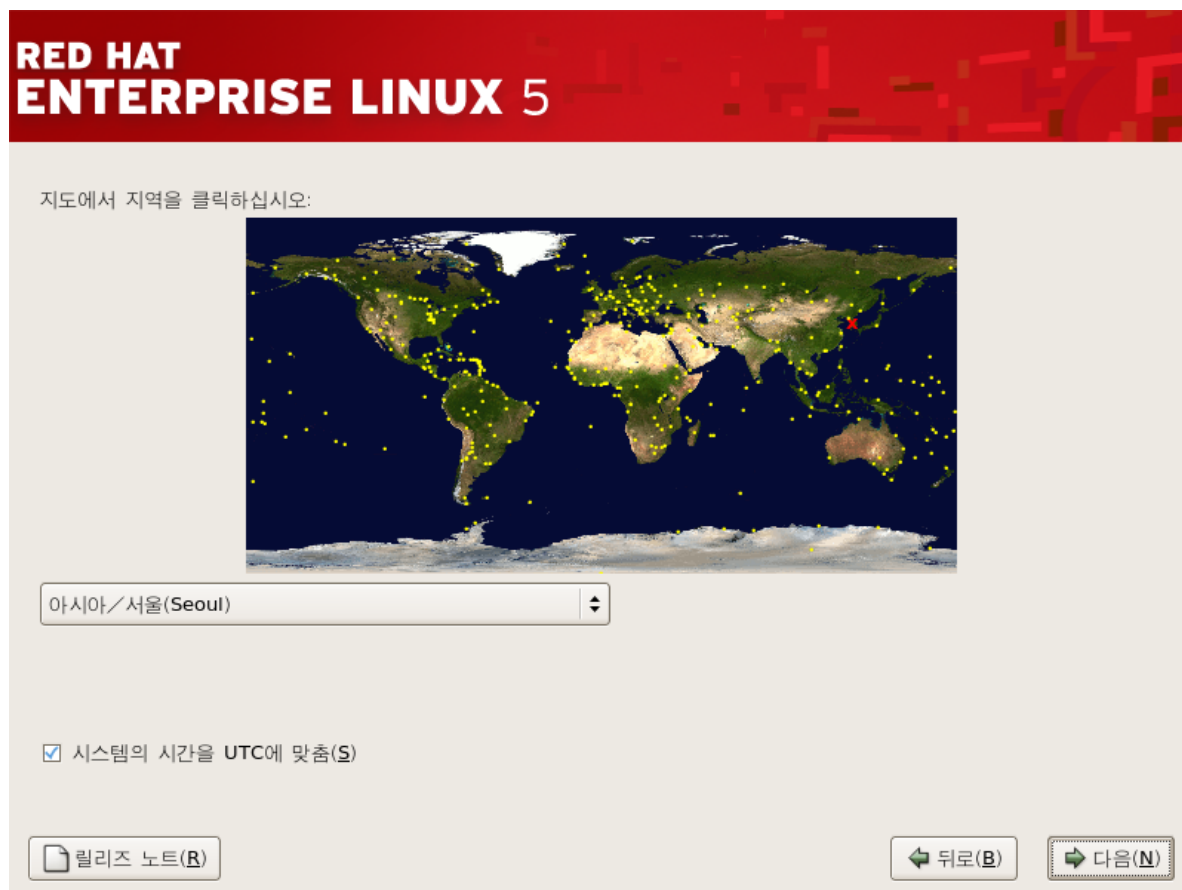 RED HAT
ENTERPRISE LINUX 5
지도에서 지역을 클릭하십시오:
아시아／서울(Seoul)
시스템의 시간을 UTC에 맞춤(S)
릴리즈 노트(R)
뒤로(B)
다음(N)